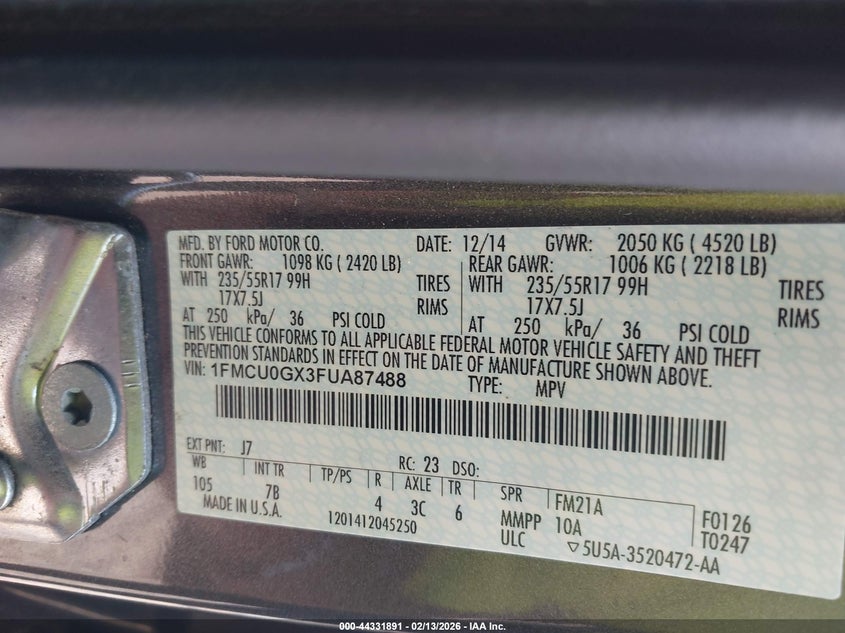 MFD. BY FORD MOTOR CO. DATE: 12/14 GVWR: 2050 KG ( 4520 LB)
FRONT GAWR: 1098 KG ( 2420 LB) REAR GAWR: 1006 KG ( 2218 LB)
WITH 235/55R17 99H TIRES WITH 235/55R17 99H TIRES
17X7.5J RIMS 17X7.5J RIMS
AT 250 kPa/ 36 PSI COLD AT 250 kPa/ 36 PSI COLD
THIS VEHICLE CONFORMS TO ALL APPLICABLE FEDERAL MOTOR VEHICLE SAFETY AND THEFT
PREVENTION STANDARDS IN EFFECT ON THE DATE OF MANUFACTURE SHOWN ABOVE.
VIN: 1FMCU0GX3FUA87488 TYPE: MPV
EXT PNT: J7 RC: 23 DSO:
WB INT TR TP/PS R AXLE TR SPR
105 7B 4 3C 6 FM21A F0126
MADE IN U.S.A. 1201412045250 MMPP 10A T0247
ULC ▽5U5A-3520472-AA
000-44331891 | 02/13/2026 - IAA Inc.